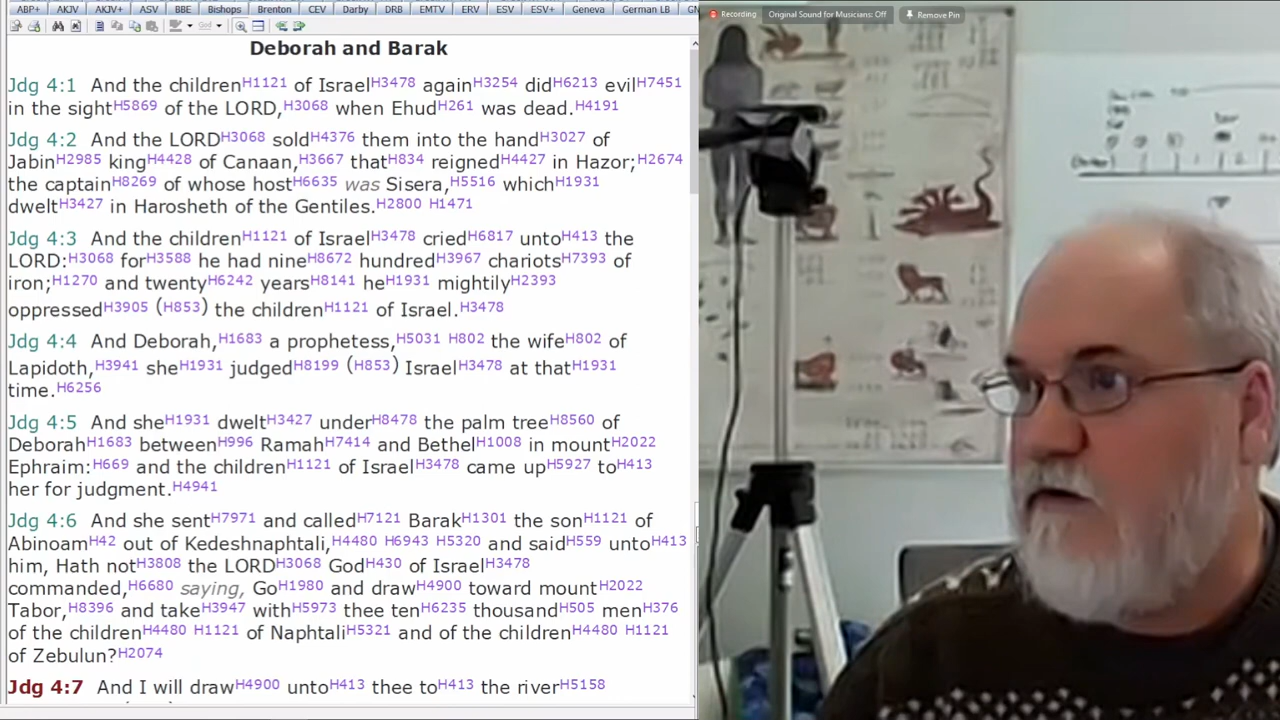 ABP+ AKJV AKJV+ ASV BBE Bishops Brenton CEV Darby DRB EMTV ERV ESV ESV+ Geneva German LB GN
Recording Original Sound for Musicians: Off Remove Pin
Deborah and Barak
Jdg 4:1 And the childrenH1121 of IsraelH3478 againH3254 didH6213 evilH7451
in the sightH5869 of the LORD,H3068 when EhudH261 was dead.H4191
Jdg 4:2 And the LORDH3068 soldH4376 them into the handH3027 of
JabinH2985 kingH4428 of Canaan,H3667 thatH834 reignedH4427 in Hazor;H2674
the captainH8269 of whose hostH6635 was Sisera,H5516 whichH1931
dweltH3427 in Harosheth of the Gentiles.H2800 H1471
Jdg 4:3 And the childrenH1121 of IsraelH3478 criedH6817 untoH413 the
LORD:H3068 forH3588 he had nineH8672 hundredH3967 chariotsH7393 of
iron;H1270 and twentyH6242 yearsH8141 heH1931 mightilyH2393
oppressedH3905 (H853) the childrenH1121 of Israel.H3478
Jdg 4:4 And Deborah,H1683 a prophetess,H5031 H802 the wifeH802 of
Lapidoth,H3941 sheH1931 judgedH8199 (H853) IsraelH3478 at thatH1931
time.H6256
Jdg 4:5 And sheH1931 dweltH3427 underH8478 the palm treeH8560 of
DeborahH1683 betweenH996 RamahH7414 and BethelH1008 in mountH2022
Ephraim:H669 and the childrenH1121 of IsraelH3478 came upH5927 toH413
her for judgment.H4941
Jdg 4:6 And she sentH7971 and calledH7121 BarakH1301 the sonH1121 of
AbinoamH42 out of Kedeshnaphtali,H4480 H6943 H5320 and saidH559 untoH413
him, Hath notH3808 the LORDH3068 GodH430 of IsraelH3478
commanded,H6680 saying, GoH1980 and drawH4900 toward mountH2022
Tabor,H8396 and takeH3947 withH5973 thee tenH6235 thousandH505 menH376
of the childrenH4480 H1121 of NaphtaliH5321 and of the childrenH4480 H1121
of Zebulun?H2074
Jdg 4:7 And I will drawH4900 untoH413 thee toH413 the riverH5158